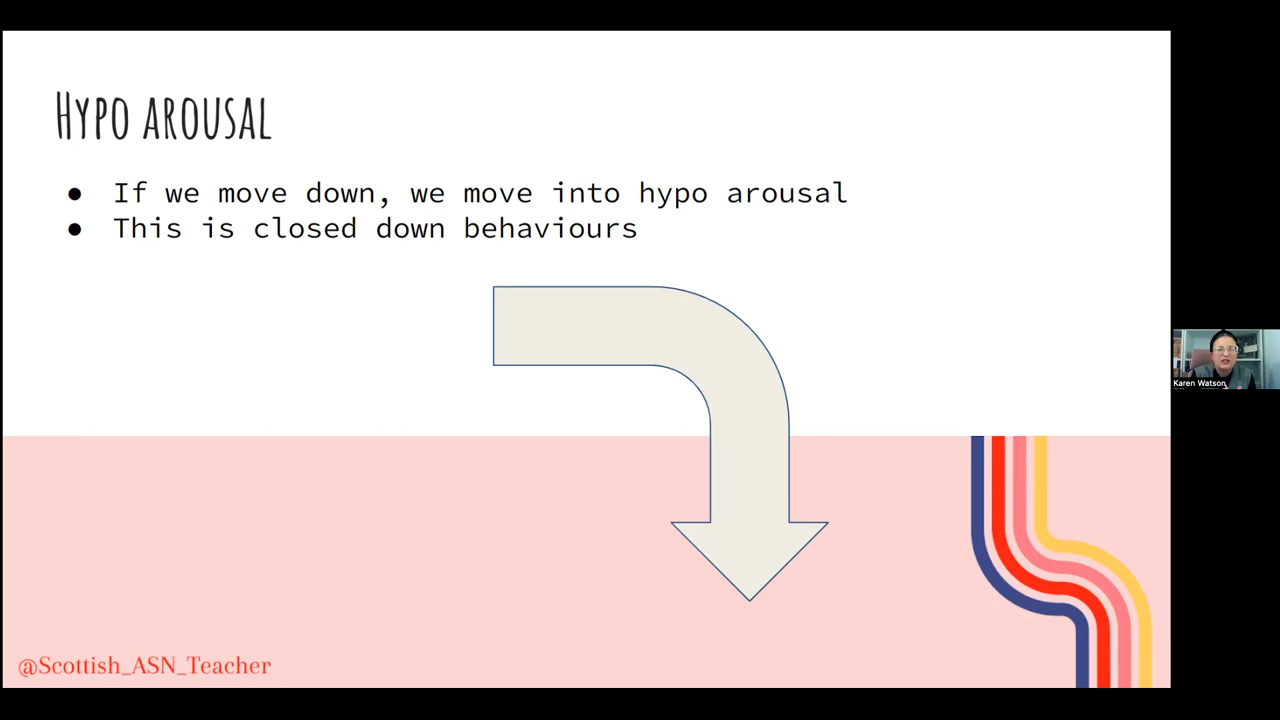 Hypo arousal
● If we move down, we move into hypo arousal
● This is closed down behaviours
Karen Watson
@Scottish_ASN_Teacher